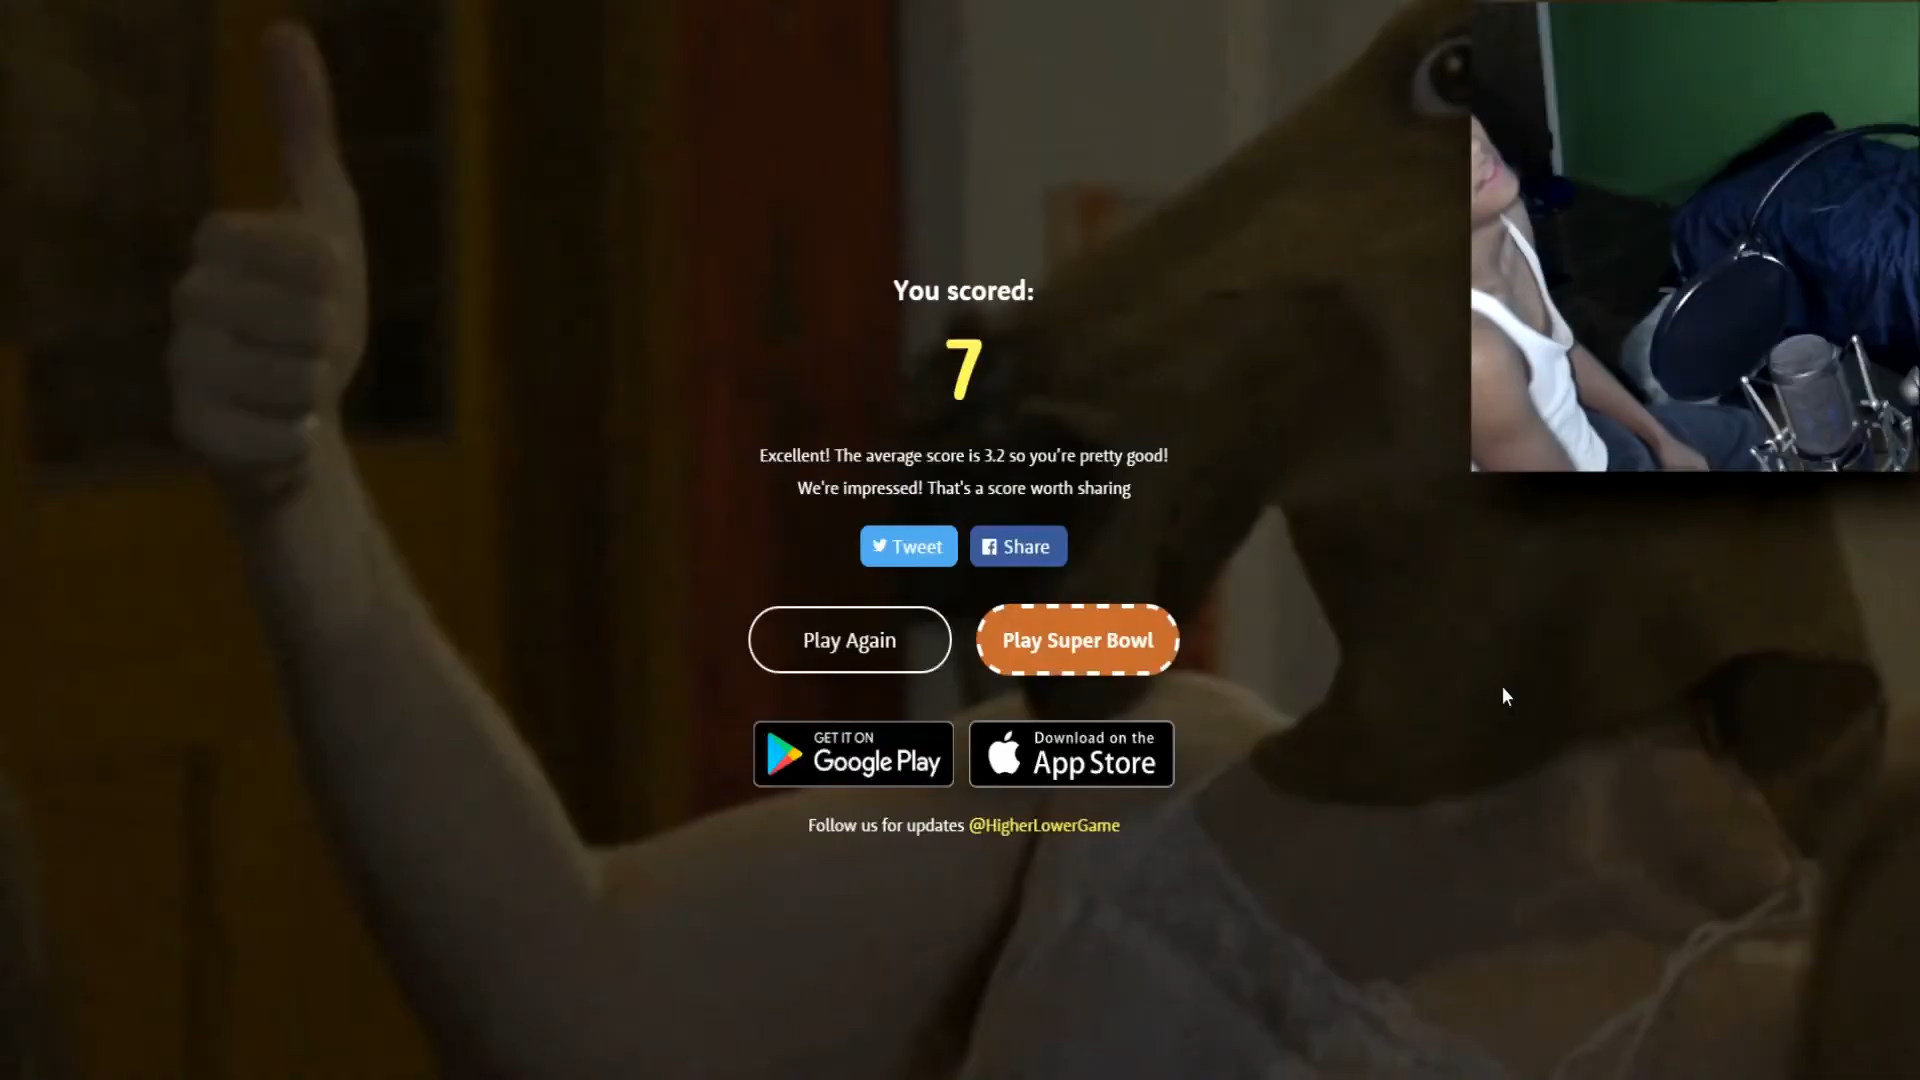 You scored:
7
Excellent! The average score is 3.2 so you're pretty good!
We're impressed! That's a score worth sharing
Tweet
Share
Play Again
Play Super Bowl
GET IT ON
Google Play
Download on the
App Store
Follow us for updates @HigherLowerGame